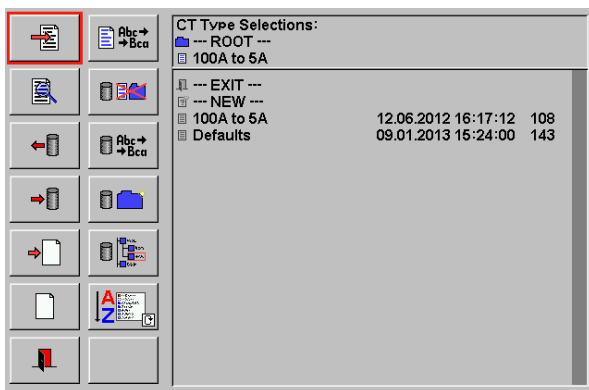 Abc→
→Bca
Abc→
→Bca
A
Z
CT Type Selections:
--- ROOT ---
100A to 5A
--- EXIT ---
--- NEW ---
100A to 5A 12.06.2012 16:17:12 108
Defaults 09.01.2013 15:24:00 143